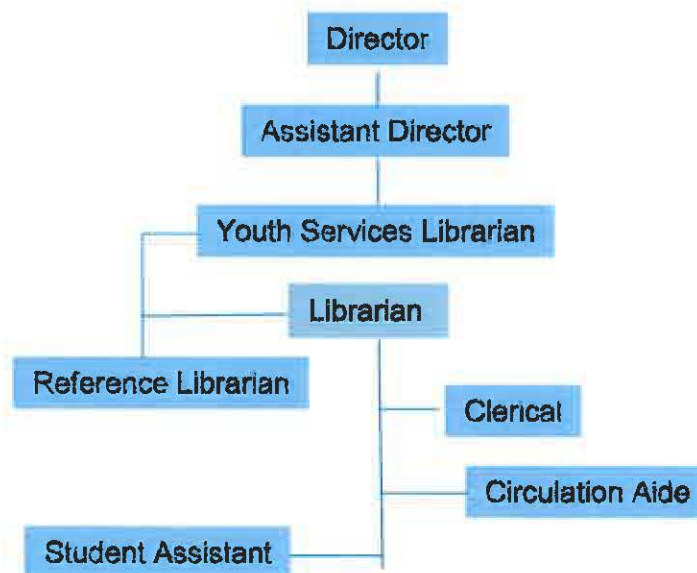 Director
Assistant Director
Youth Services Librarian
Librarian
Reference Librarian
Clerical
Circulation Aide
Student Assistant